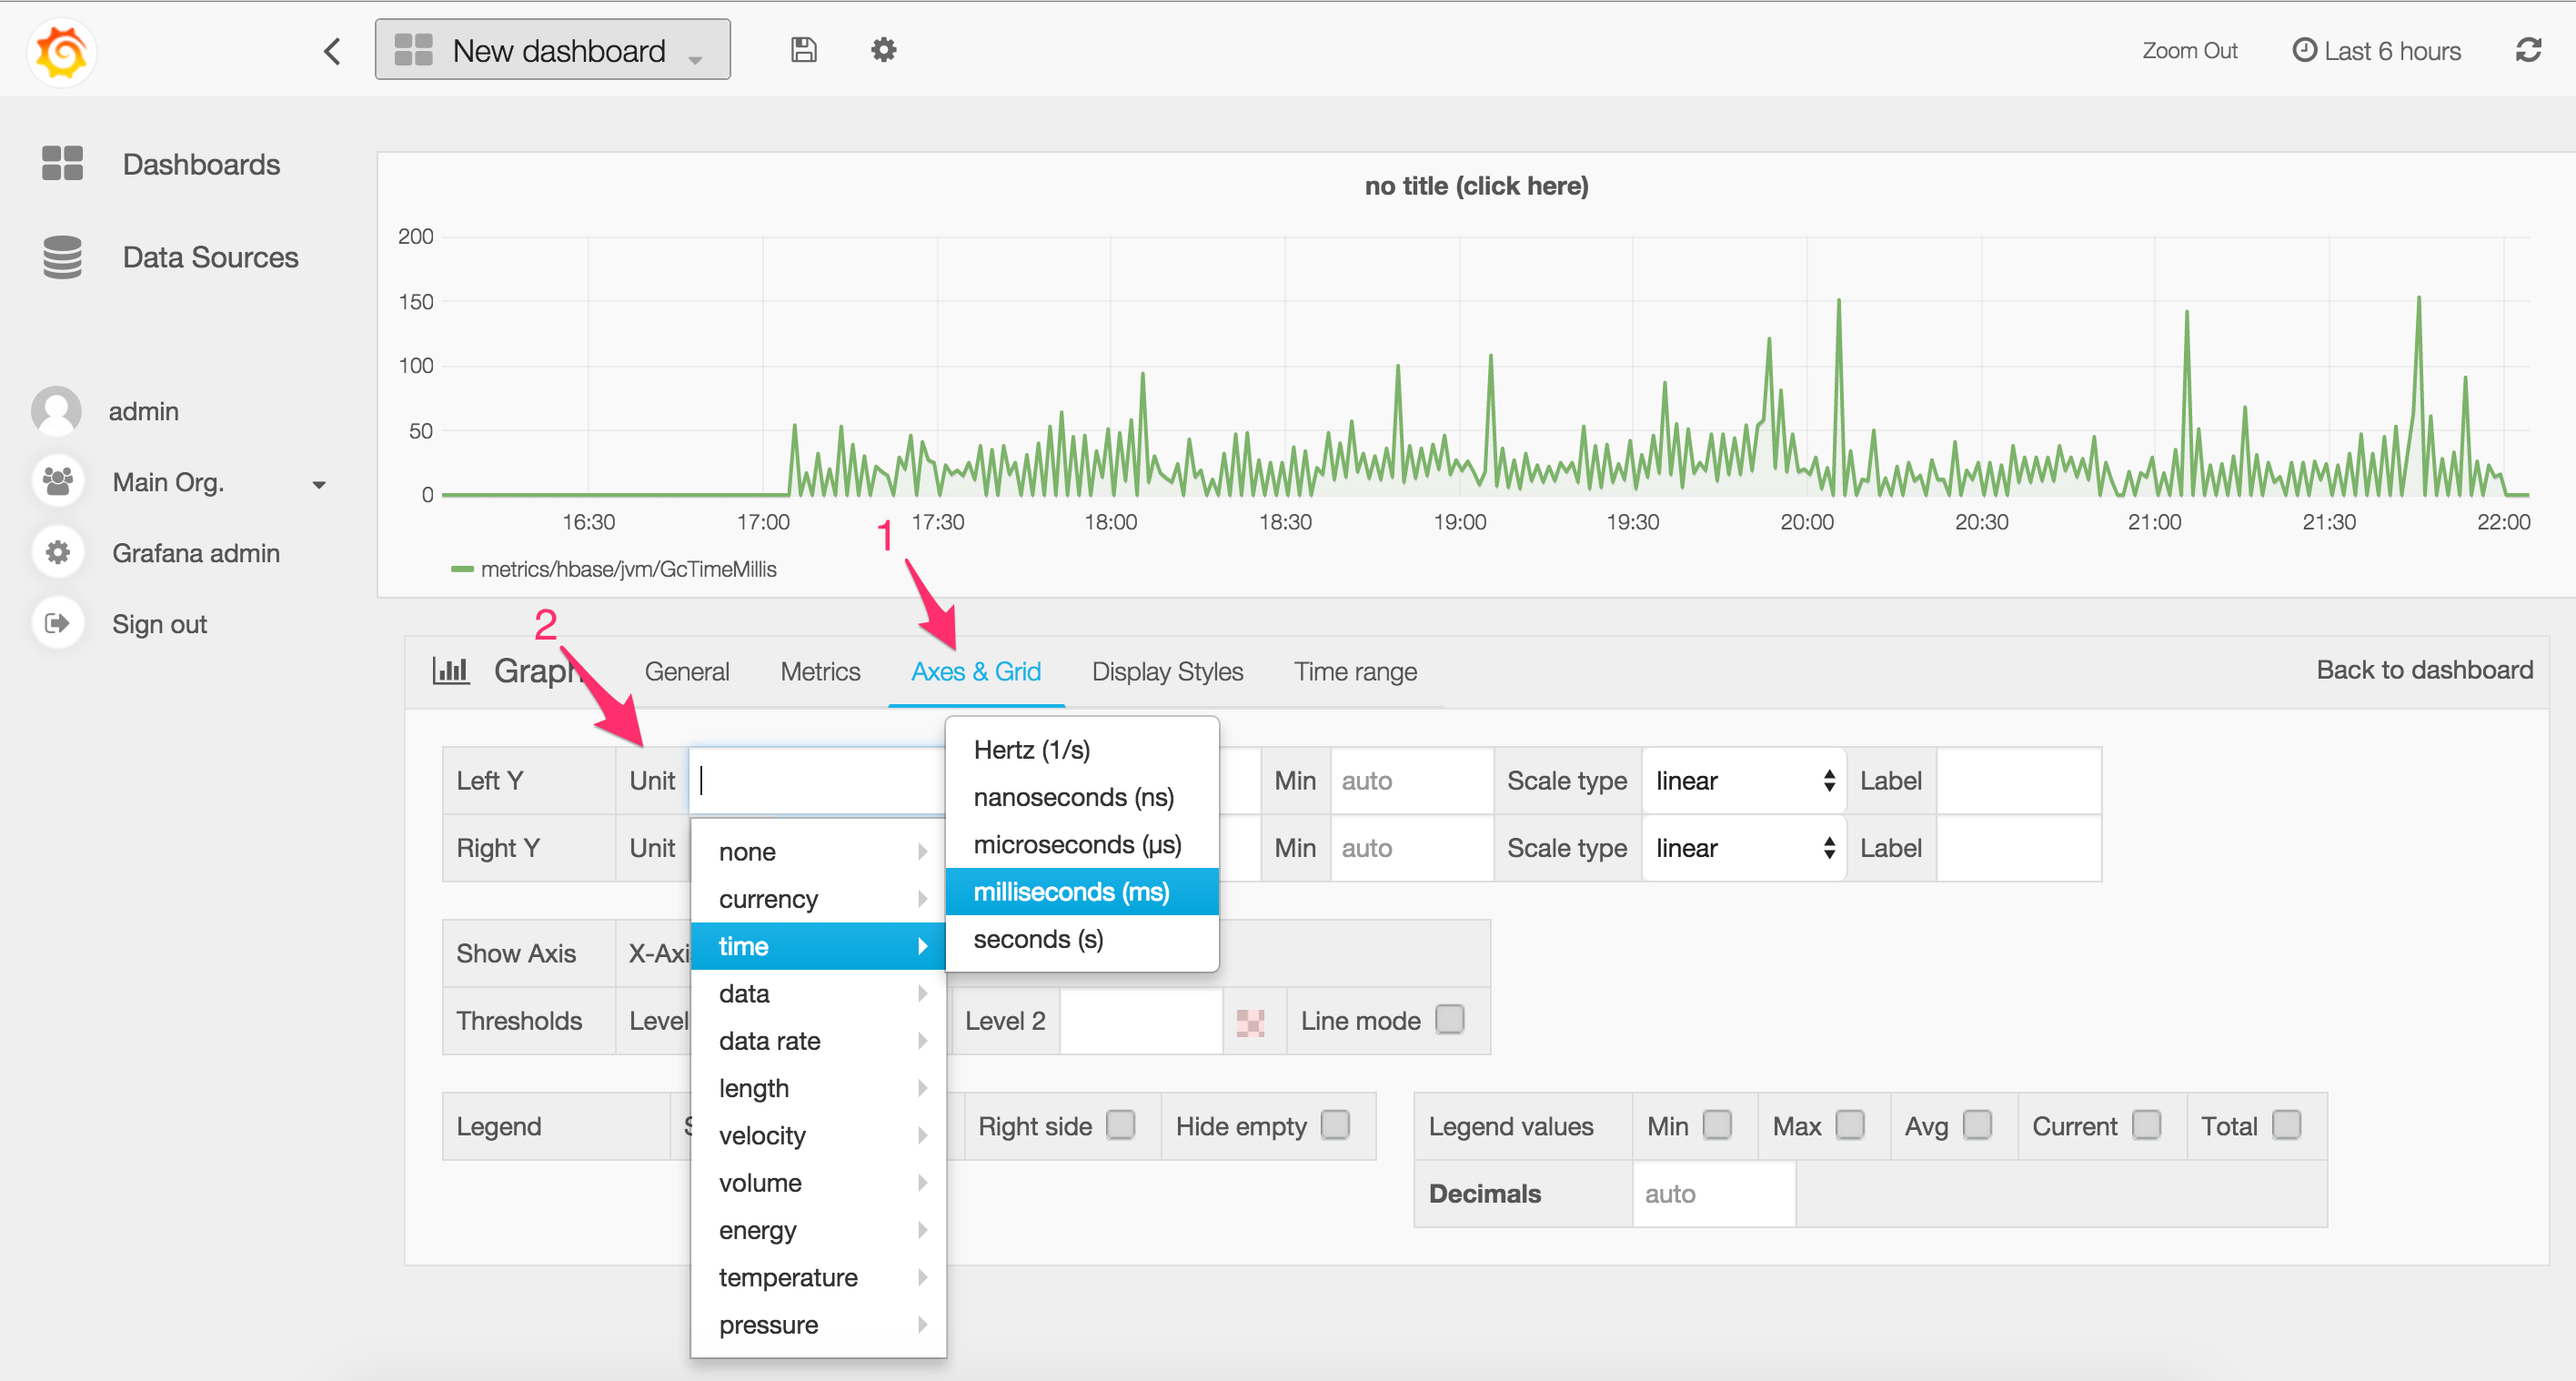 New dashboard
Zoom Out
Last 6 hours
Dashboards
Data Sources
admin
Main Org.
Grafana admin
Sign out
no title (click here)
200
150
100
50
0
16:30 17:00 17:30 18:00 18:30 19:00 19:30 20:00 20:30 21:00 21:30 22:00
metrics/hbase/jvm/GcTimeMillis
1
2
Graph General Metrics Axes & Grid Display Styles Time range Back to dashboard
Left Y Unit Min auto Scale type linear Label
Right Y Unit Min auto Scale type linear Label
none
currency
time
data
data rate
length
velocity
volume
energy
temperature
pressure
Hertz (1/s)
nanoseconds (ns)
microseconds (µs)
milliseconds (ms)
seconds (s)
Show Axis X-Axi
Thresholds Level Level 2 Line mode
Legend Right side Hide empty
Legend values Min Max Avg Current Total
Decimals auto